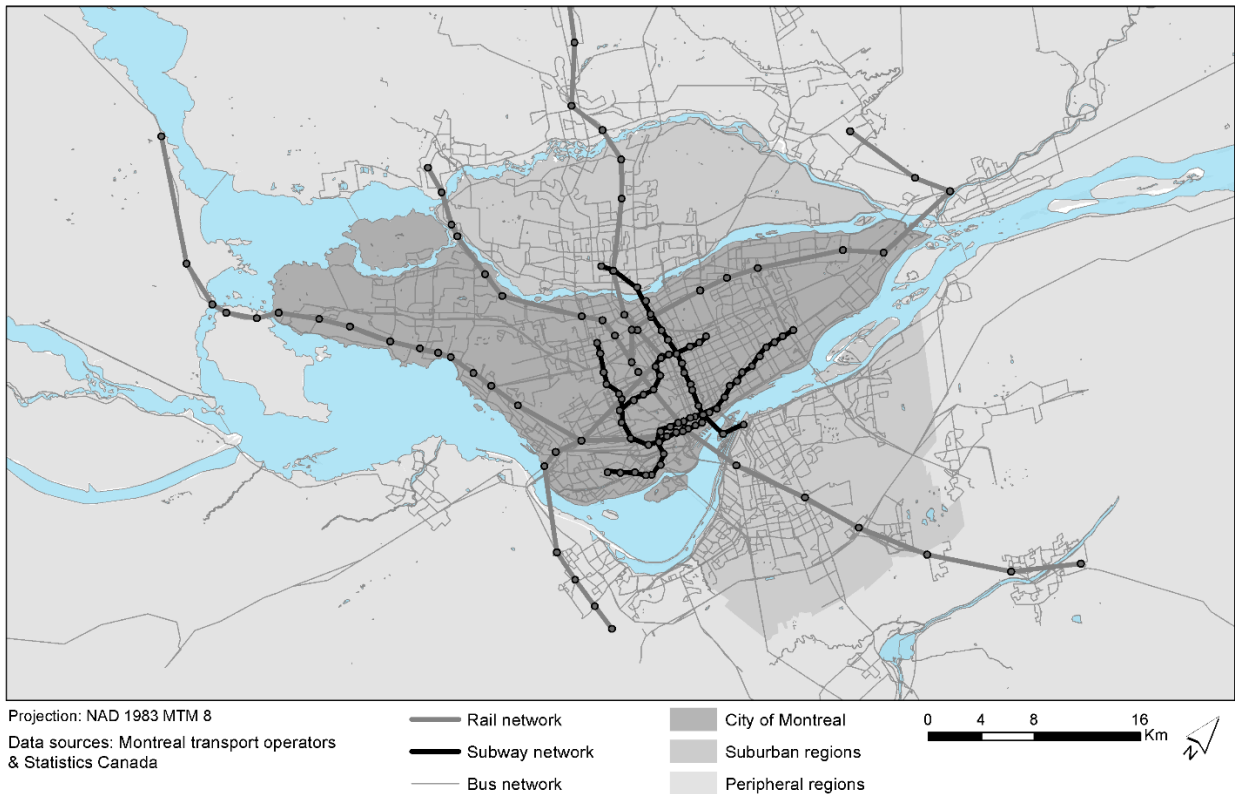 Projection: NAD 1983 MTM 8
Data sources: Montreal transport operators
& Statistics Canada
Rail network
Subway network
Bus network
City of Montreal
Suburban regions
Peripheral regions
0 4 8 16
Km
N